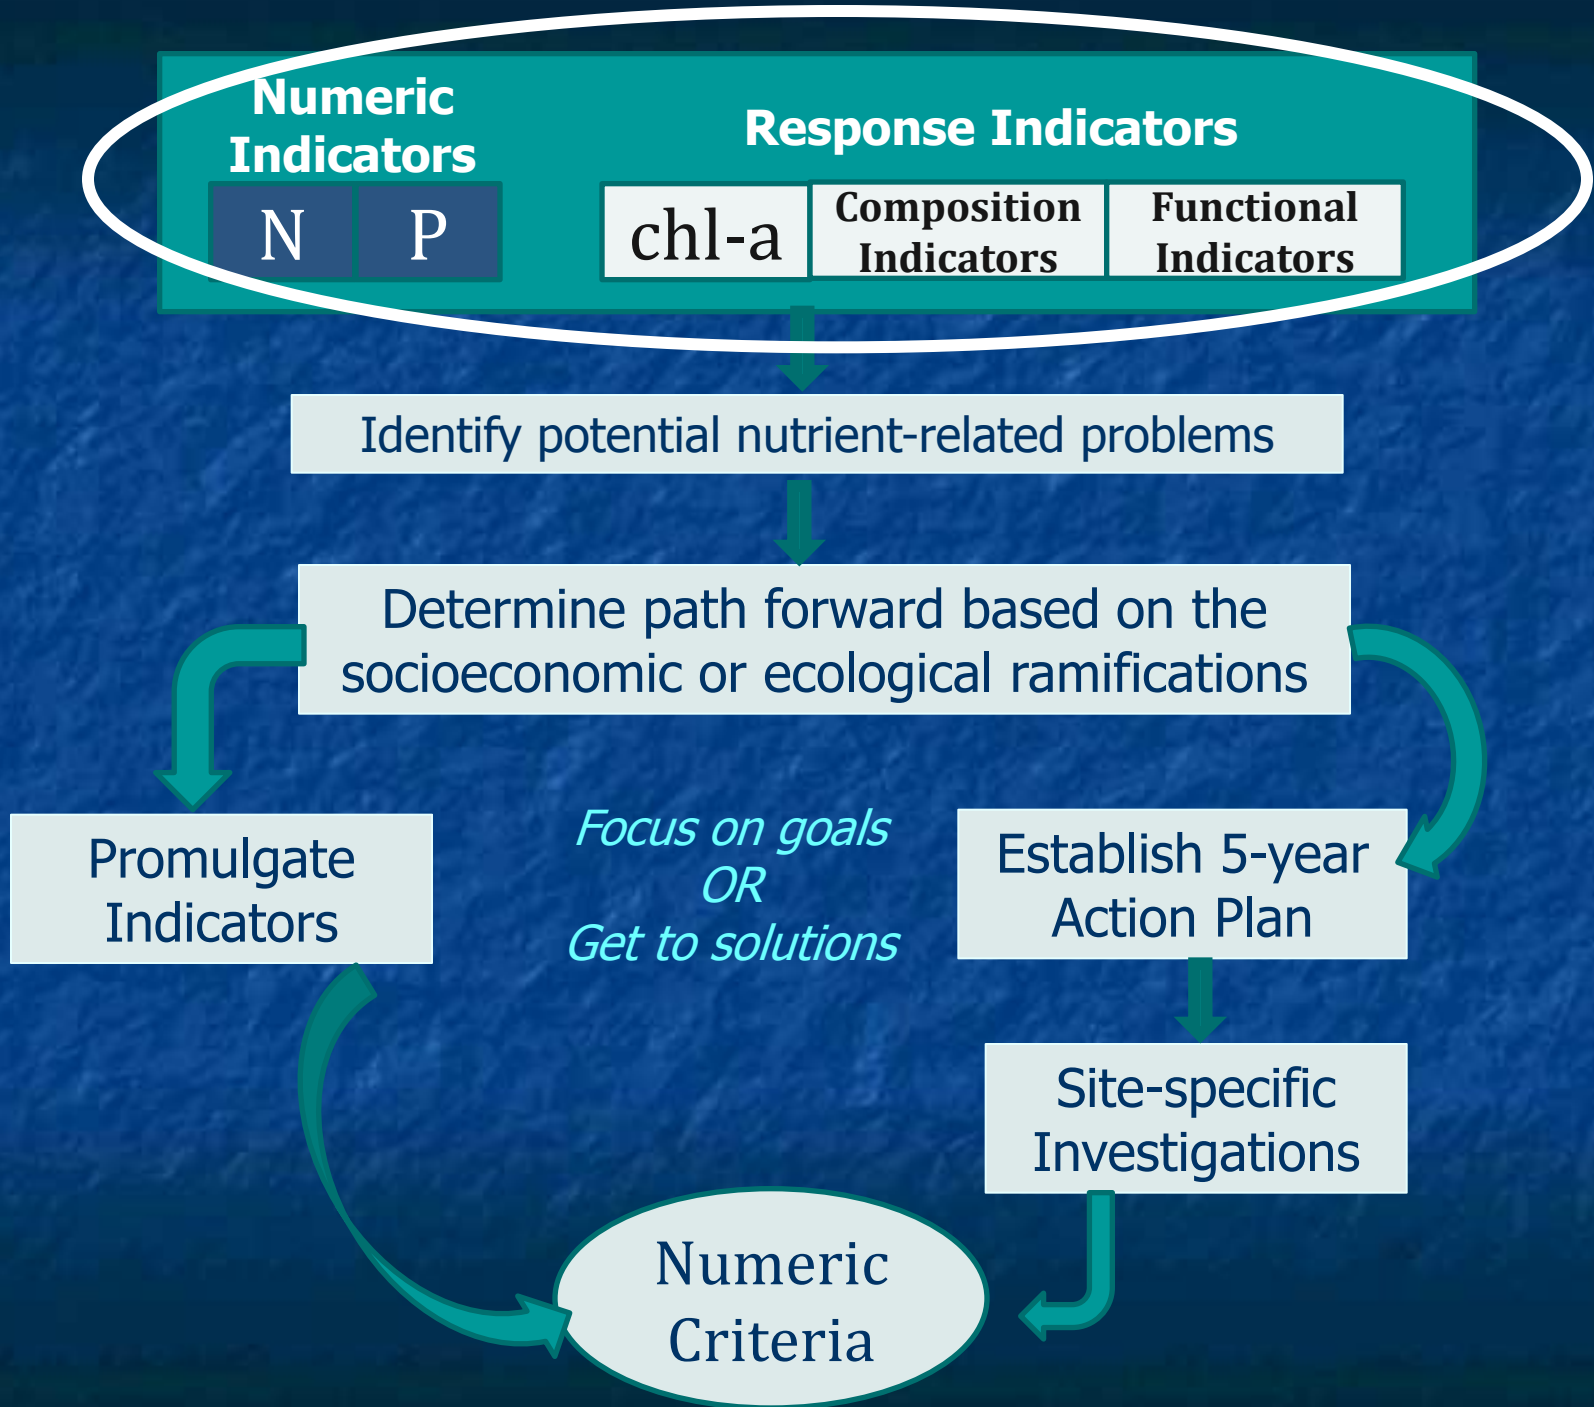 Numeric
Indicators
Response Indicators
N
P
chl-a
Composition
Indicators
Functional
Indicators
Identify potential nutrient-related problems
Determine path forward based on the
socioeconomic or ecological ramifications
Promulgate
Indicators
Focus on goals
OR
Get to solutions
Establish 5-year
Action Plan
Site-specific
Investigations
Numeric
Criteria